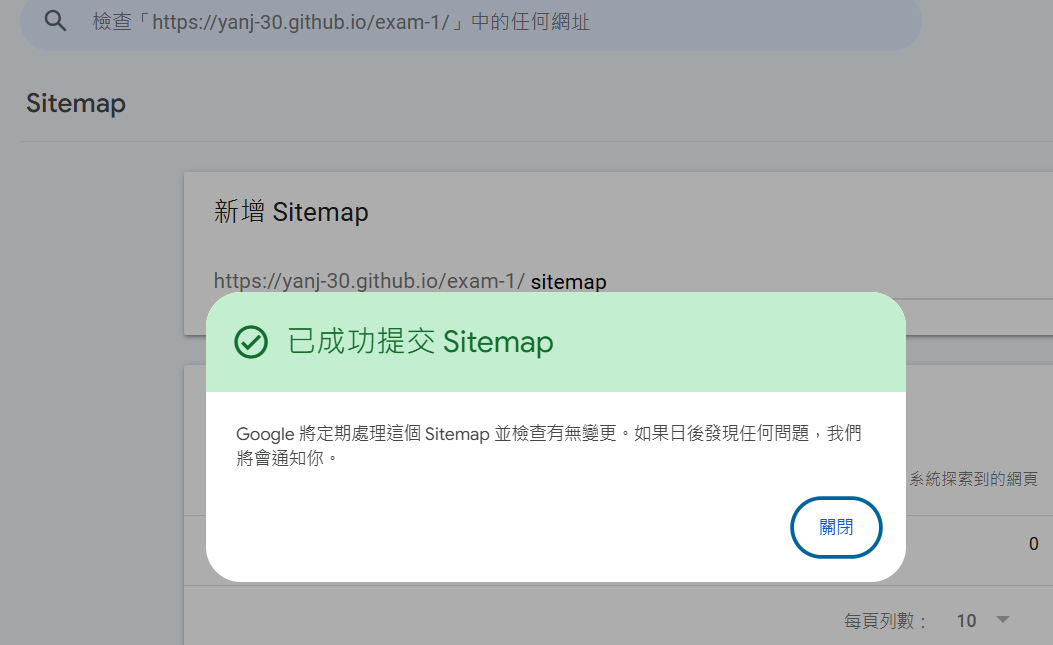 檢查「https://yanj-30.github.io/exam-1/」中的任何網址
Sitemap
新增 Sitemap
https://yanj-30.github.io/exam-1/ sitemap
已成功提交 Sitemap
Google 將定期處理這個 Sitemap 並檢查有無變更。如果日後發現任何問題，我們
將會通知你。
系統探索到的網頁
關閉
0
每頁列數： 10